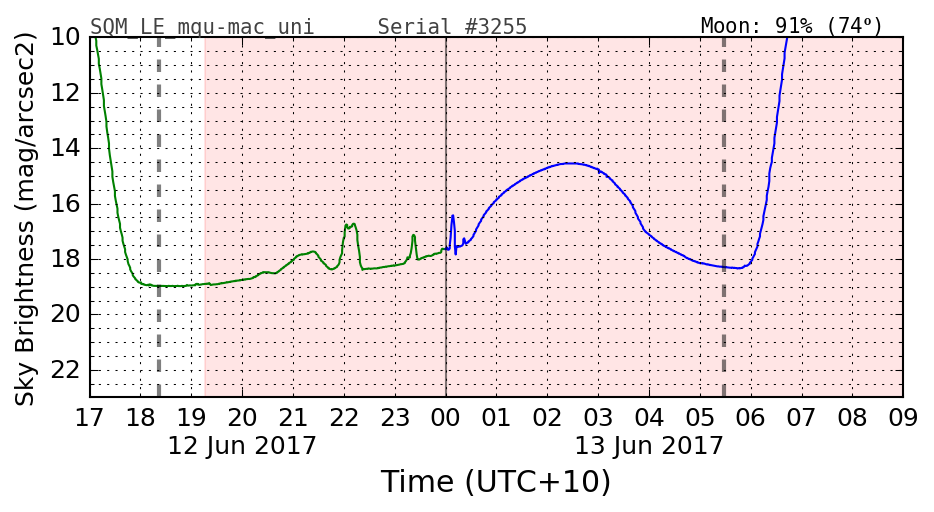 SQM_LE_mqu-mac_uni Serial #3255 Moon: 91% (74°)
Sky Brightness (mag/arcsec2)
10
12
14
16
18
20
22
17 18 19 20 21 22 23 00 01 02 03 04 05 06 07 08 09
12 Jun 2017 13 Jun 2017
Time (UTC+10)